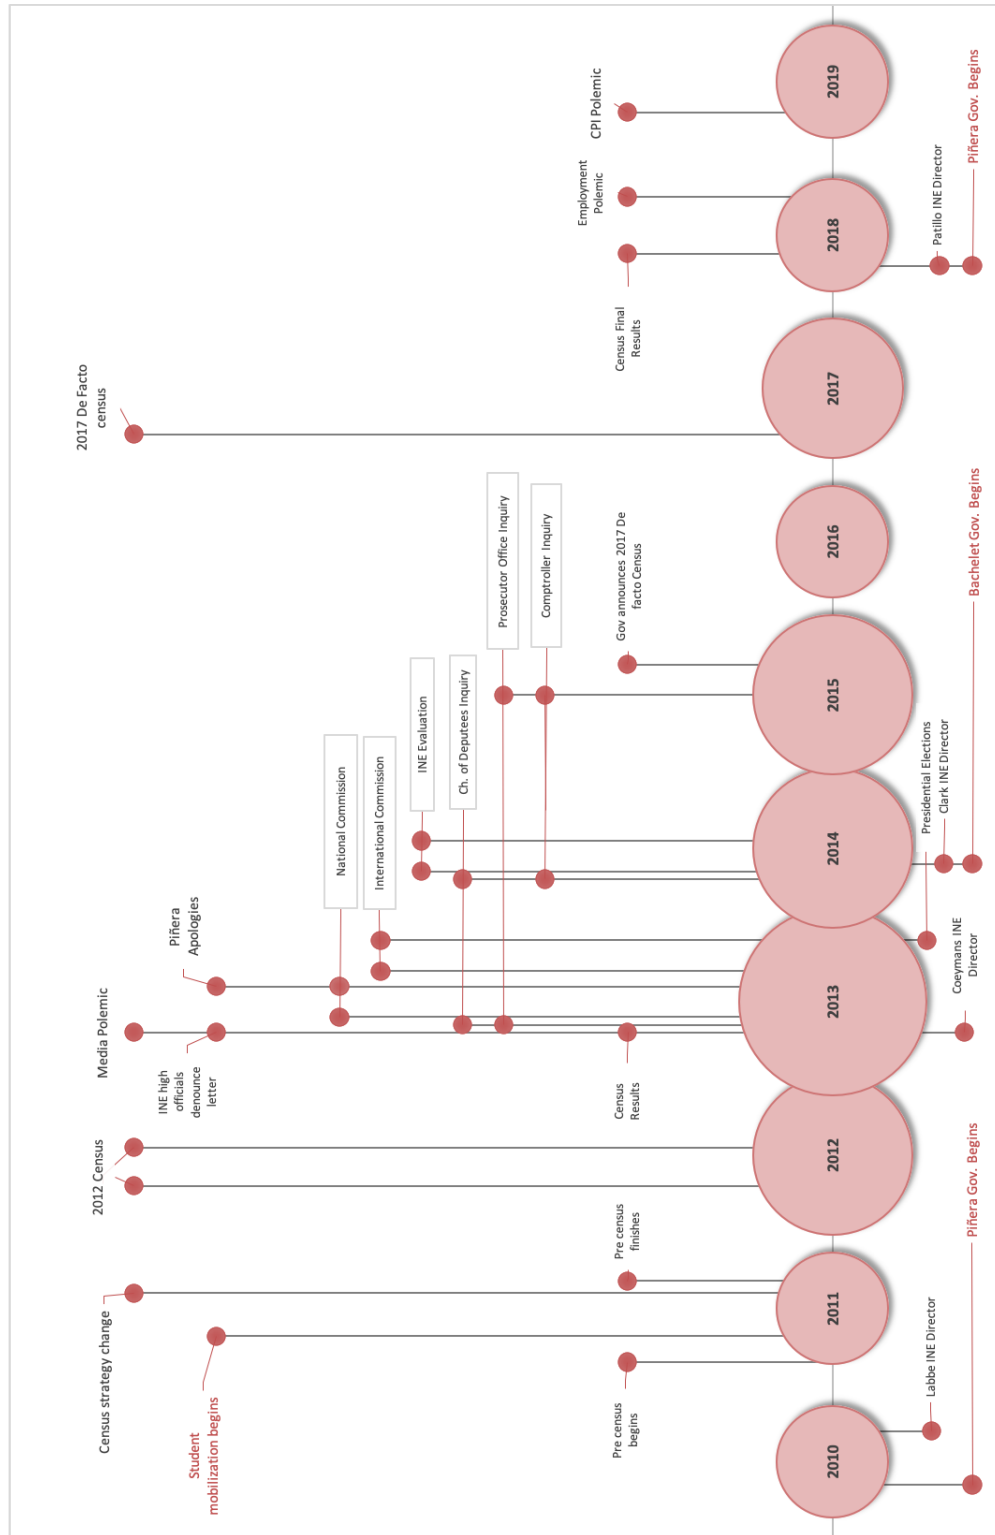 2017 De Facto
census
Media Polemic
2012 Census
Census strategy change
Piñera
Apologies
INE high
officials
denounce
letter
Student
mobilization begins
National Commission
International Commission
INE Evaluation
Ch. of Deputees Inquiry
Prosecutor Office Inquiry
Comptroller Inquiry
Pre census
begins
Pre census
finishes
Census
Results
Gov announces 2017 De
facto Census
Census Final
Results
Employment
Polemic
CPI Polemic
2010
2011
2012
2013
2014
2015
2016
2017
2018
2019
Labbe INE Director
Piñera Gov. Begins
Coeymans INE
Director
Presidential Elections
Clark INE Director
Bachelet Gov. Begins
Patillo INE Director
Piñera Gov. Begins